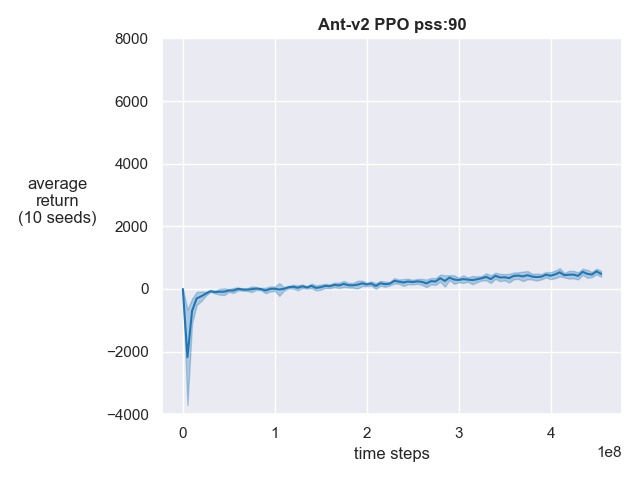 Ant-v2 PPO pss:90
8000
6000
4000
2000
0
−2000
−4000
average
return
(10 seeds)
0 1 2 3 4
1e8
time steps